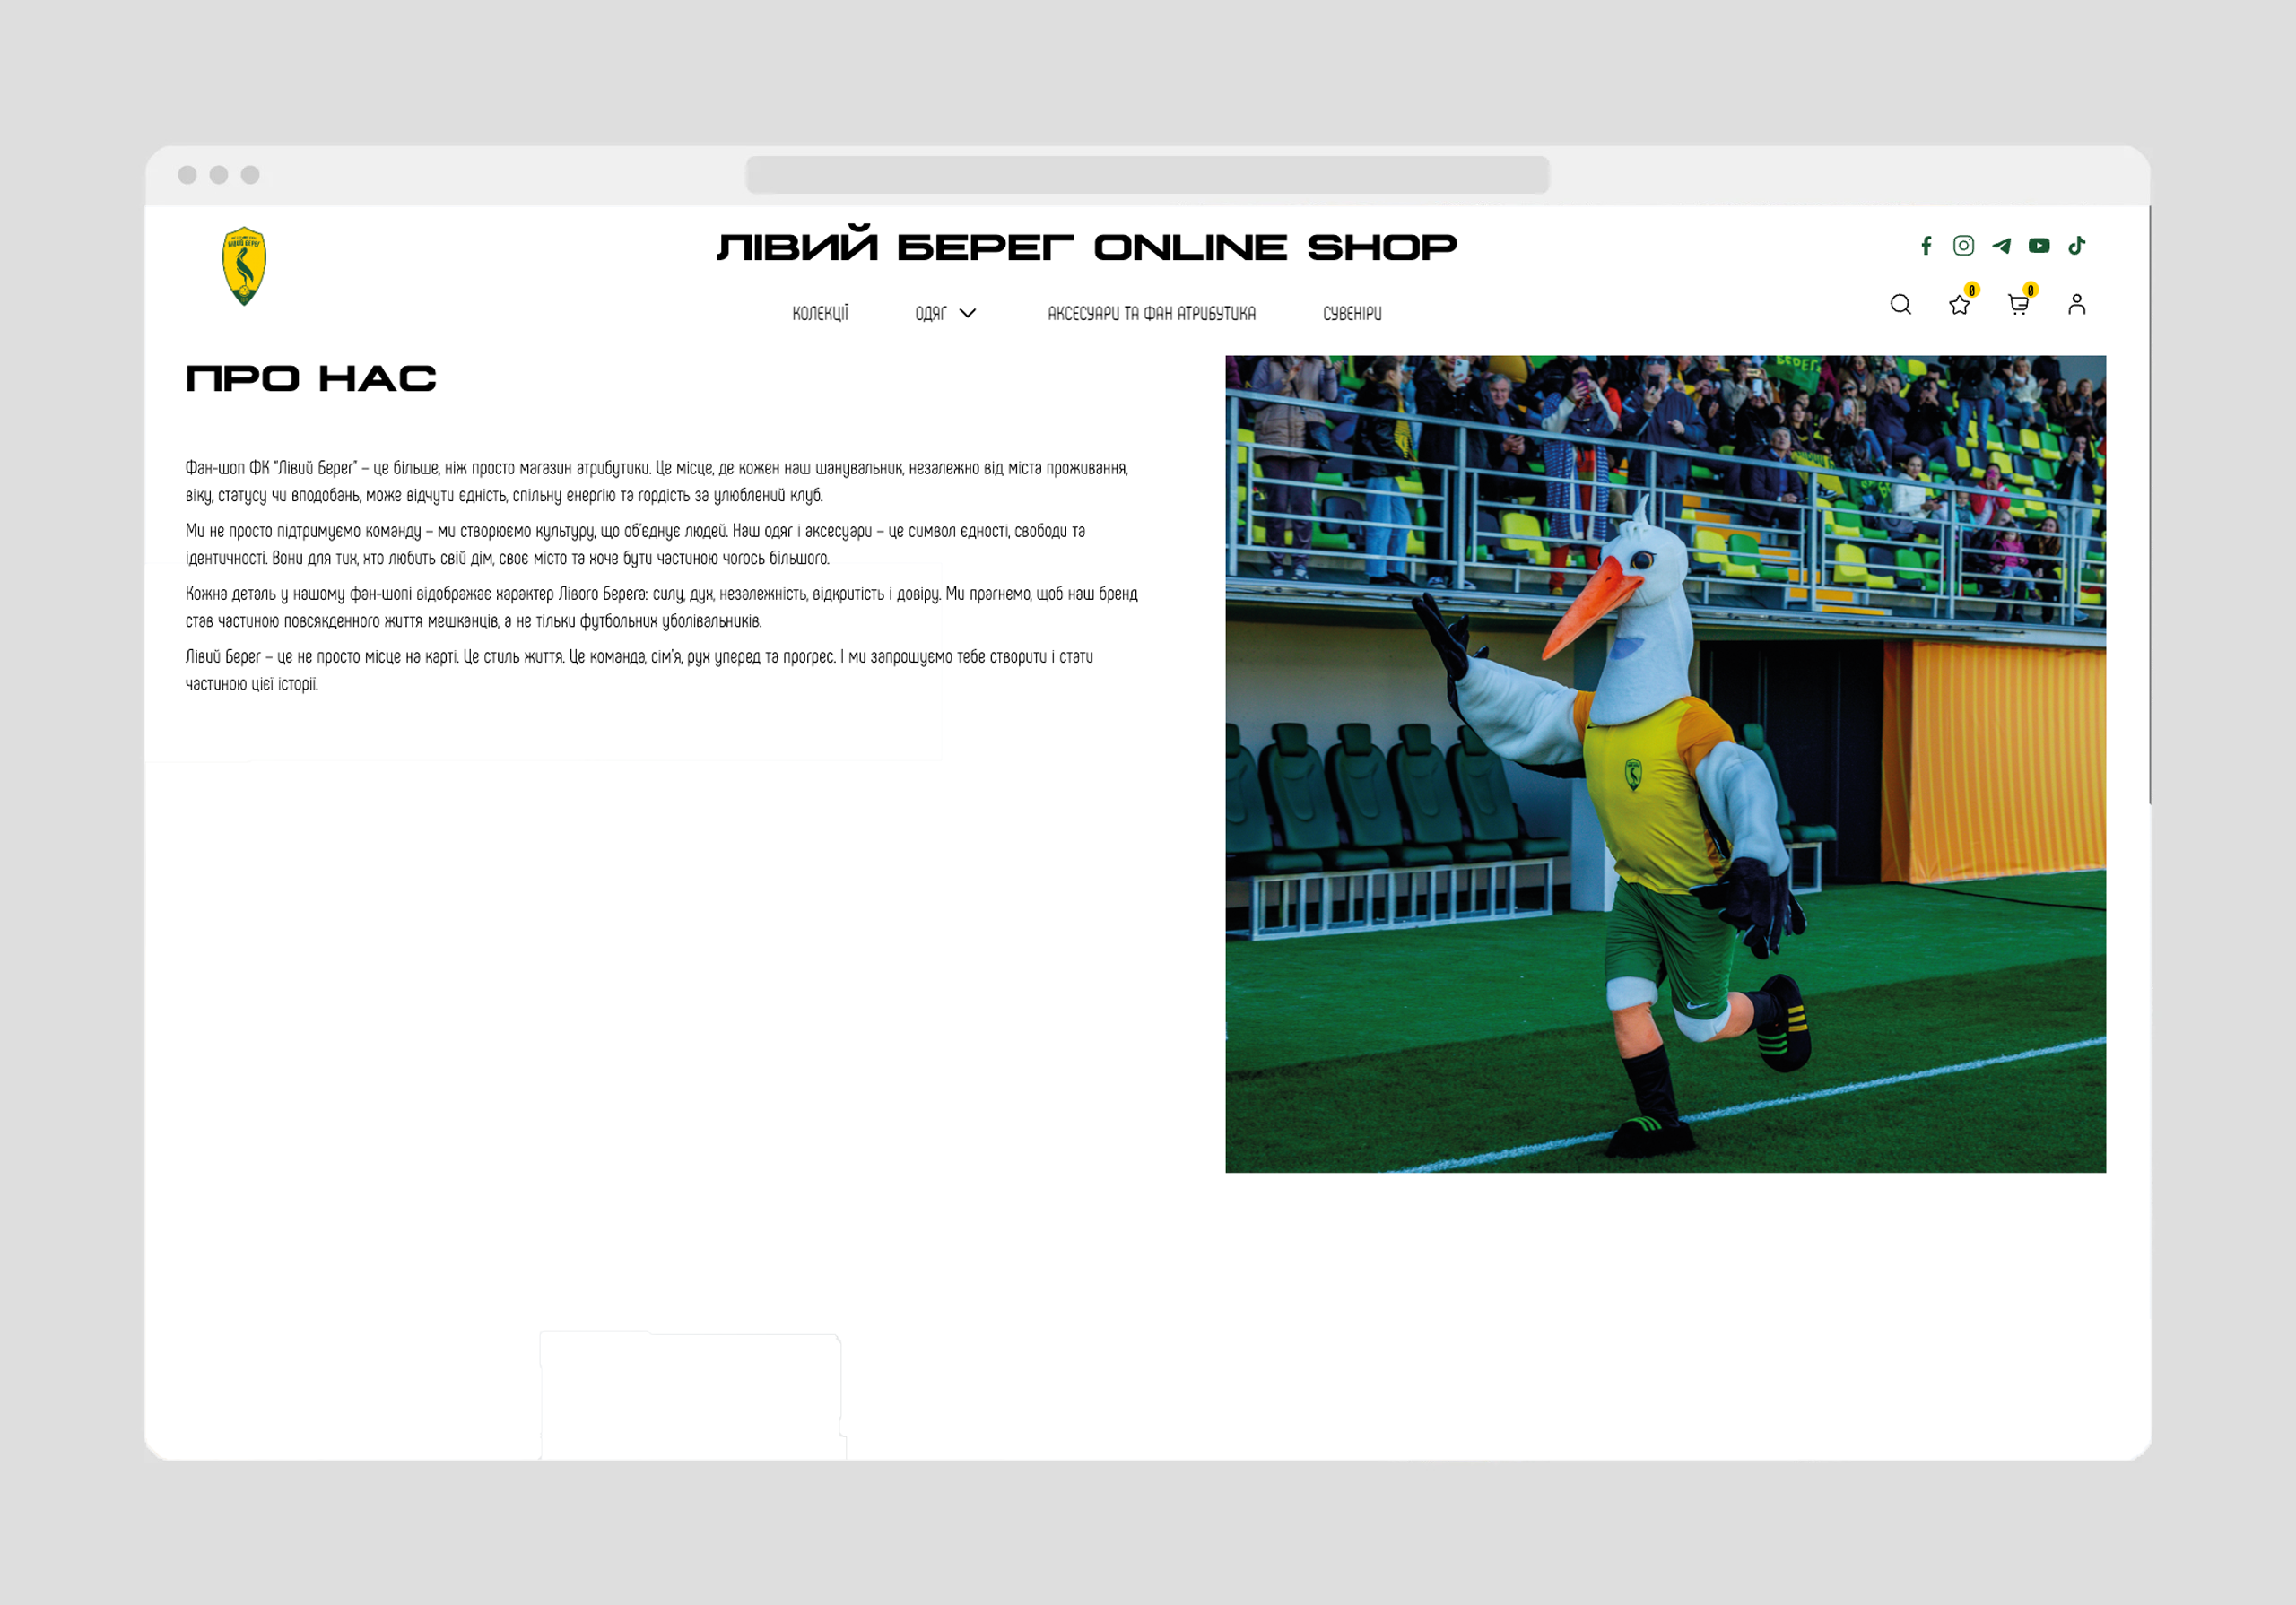 ЛІВИЙ БЕРЕГ
ЛІВИЙ БЕРЕГ ONLINE SHOP
0
0
КОЛЕКЦІЇ ОДЯГ АКСЕСУАРИ ТА ФАН АТРИБУТИКА СУВЕНІРИ
ПРО НАС
БЕРЕГ
Фан-шоп ФК "Лівий Берег" – це більше, ніж просто магазин атрибутики. Це місце, де кожен наш шанувальник, незалежно від міста проживання,
віку, статусу чи вподобань, може відчути єдність, спільну енергію та гордість за улюблений клуб.
Ми не просто підтримуємо команду – ми створюємо культуру, що об'єднує людей. Наш одяг і аксесуари – це символ єдності, свободи та
ідентичності. Вони для тих, хто любить свій дім, своє місто та хоче бути частиною чогось більшого.
Кожна деталь у нашому фан-шопі відображає характер Лівого Берега: силу, дух, незалежність, відкритість і довіру. Ми прагнемо, щоб наш бренд
став частиною повсякденного життя мешканців, а не тільки футбольних уболівальників.
Лівий Берег – це не просто місце на карті. Це стиль життя. Це команда, сім'я, рух уперед та прогрес. І ми запрошуємо тебе створити і стати
частиною цієї історії.